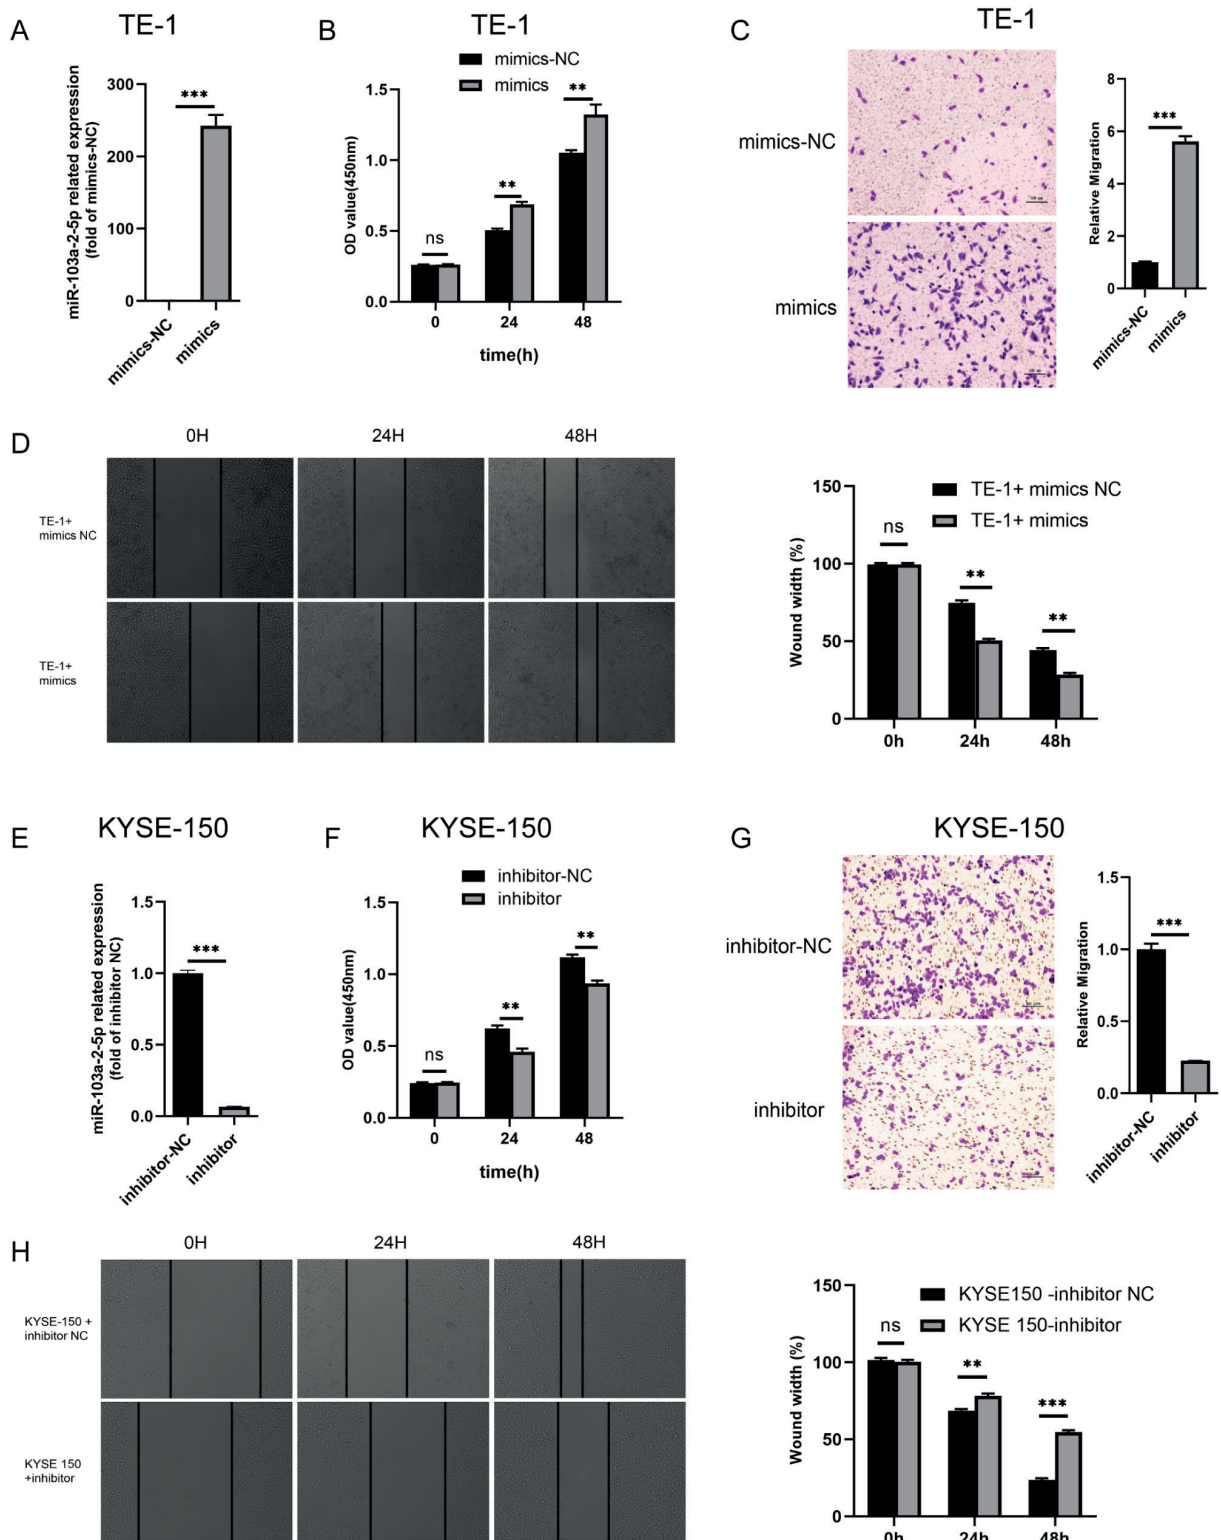 A
TE-1
miR-103a-2-5p related expression
(fold of mimics-NC)
300
200
100
0
***
mimics-NC
mimics
B
TE-1
mimics-NC
mimics
OD value(450nm)
1.5
1.0
0.5
0.0
ns
**
**
0
24
48
time(h)
C
TE-1
mimics-NC
mimics
100 μm
Relative Migration
8
6
4
2
0
***
mimics-NC
mimics
D
0H
24H
48H
TE-1+
mimics NC
TE-1+
mimics
TE-1+ mimics NC
TE-1+ mimics
Wound width (%)
150
100
50
0
ns
**
**
0h
24h
48h
E
KYSE-150
miR-103a-2-5p related expression
(fold of inhibitor NC)
1.5
1.0
0.5
0.0
***
inhibitor-NC
inhibitor
F
KYSE-150
inhibitor-NC
inhibitor
OD value(450nm)
1.5
1.0
0.5
0.0
ns
**
**
0
24
48
time(h)
G
KYSE-150
inhibitor-NC
inhibitor
Relative Migration
1.5
1.0
0.5
0.0
***
inhibitor-NC
inhibitor
H
0H
24H
48H
KYSE-150 +
inhibitor NC
KYSE 150
+inhibitor
KYSE150 -inhibitor NC
KYSE 150-inhibitor
Wound width (%)
150
100
50
0
ns
**
***
0h
24h
48h